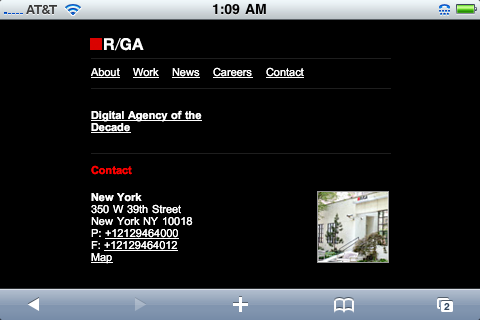 AT&T 1:09 AM
R/GA
About Work News Careers Contact
Digital Agency of the
Decade
Contact
New York
350 W 39th Street
New York NY 10018
P: +12129464000
F: +12129464012
Map
2